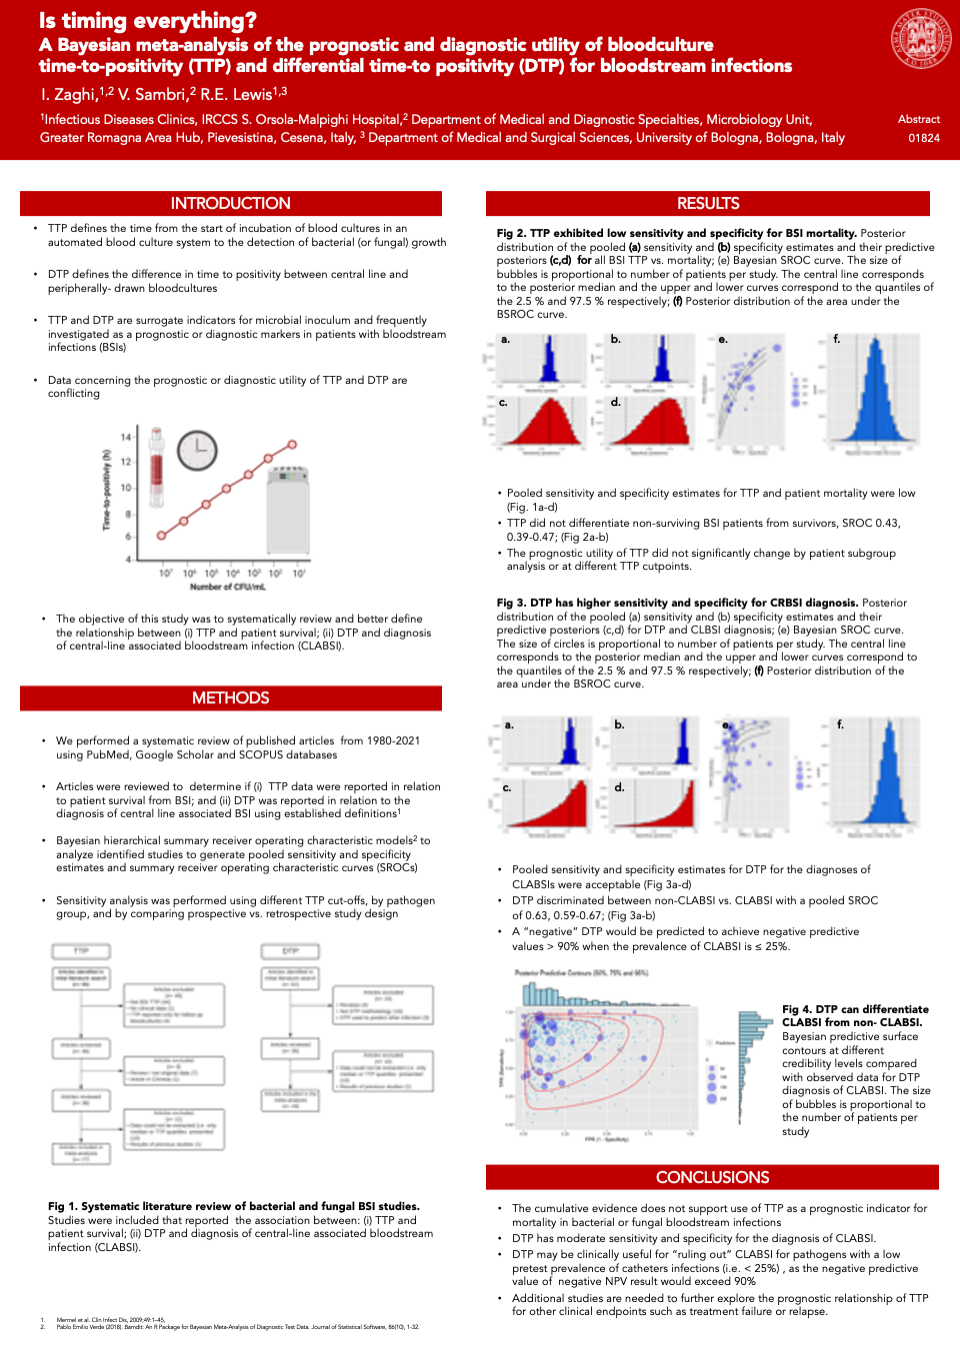 Is timing everything?
A Bayesian meta-analysis of the prognostic and diagnostic utility of bloodculture
time-to-positivity (TTP) and differential time-to positivity (DTP) for bloodstream infections
I. Zaghi,1,2 V. Sambri,2 R.E. Lewis1,3
1Infectious Diseases Clinics, IRCCS S. Orsola-Malpighi Hospital,2 Department of Medical and Diagnostic Specialties, Microbiology Unit,
Greater Romagna Area Hub, Pievesistina, Cesena, Italy, 3 Department of Medical and Surgical Sciences, University of Bologna, Bologna, Italy
Abstract
01824
INTRODUCTION
• TTP defines the time from the start of incubation of blood cultures in an
automated blood culture system to the detection of bacterial (or fungal) growth
• DTP defines the difference in time to positivity between central line and
peripherally- drawn bloodcultures
• TTP and DTP are surrogate indicators for microbial inoculum and frequently
investigated as a prognostic or diagnostic markers in patients with bloodstream
infections (BSIs)
• Data concerning the prognostic or diagnostic utility of TTP and DTP are
conflicting
Time-to-positiviy (h)
14
12
10
8
6
4
10⁷ 10⁶ 10⁵ 10⁴ 10³ 10² 10¹
Number of CFU/mL
• The objective of this study was to systematically review and better define
the relationship between (i) TTP and patient survival; (ii) DTP and diagnosis
of central-line associated bloodstream infection (CLABSI).
METHODS
• We performed a systematic review of published articles from 1980-2021
using PubMed, Google Scholar and SCOPUS databases
• Articles were reviewed to determine if (i) TTP data were reported in relation
to patient survival from BSI; and (ii) DTP was reported in relation to the
diagnosis of central line associated BSI using established definitions1
• Bayesian hierarchical summary receiver operating characteristic models2 to
analyze identified studies to generate pooled sensitivity and specificity
estimates and summary receiver operating characteristic curves (SROCs)
• Sensitivity analysis was performed using different TTP cut-offs, by pathogen
group, and by comparing prospective vs. retrospective study design
TTP
DTP
Fig 1. Systematic literature review of bacterial and fungal BSI studies.
Studies were included that reported the association between: (i) TTP and
patient survival; (ii) DTP and diagnosis of central-line associated bloodstream
infection (CLABSI).
1. Mermel et al. Clin Infect Dis, 2009;49:1–45,
2. Pablo Emilio Verde (2018). Bamdit: An R Package for Bayesian Meta-Analysis of Diagnostic Test Data. Journal of Statistical Software, 86(10), 1-32.
RESULTS
Fig 2. TTP exhibited low sensitivity and specificity for BSI mortality. Posterior
distribution of the pooled (a) sensitivity and (b) specificity estimates and their predictive
posteriors (c,d) for all BSI TTP vs. mortality; (e) Bayesian SROC curve. The size of
bubbles is proportional to number of patients per study. The central line corresponds
to the posterior median and the upper and lower curves correspond to the quantiles of
the 2.5 % and 97.5 % respectively; (f) Posterior distribution of the area under the
BSROC curve.
a.
b.
e.
f.
c.
d.
• Pooled sensitivity and specificity estimates for TTP and patient mortality were low
(Fig. 1a-d)
• TTP did not differentiate non-surviving BSI patients from survivors, SROC 0.43,
0.39-0.47; (Fig 2a-b)
• The prognostic utility of TTP did not significantly change by patient subgroup
analysis or at different TTP cutpoints.
Fig 3. DTP has higher sensitivity and specificity for CRBSI diagnosis. Posterior
distribution of the pooled (a) sensitivity and (b) specificity estimates and their
predictive posteriors (c,d) for DTP and CLBSI diagnosis; (e) Bayesian SROC curve.
The size of circles is proportional to number of patients per study. The central line
corresponds to the posterior median and the upper and lower curves correspond to
the quantiles of the 2.5 % and 97.5 % respectively; (f) Posterior distribution of the
area under the BSROC curve.
a.
b.
e.
f.
c.
d.
• Pooled sensitivity and specificity estimates for DTP for the diagnoses of
CLABSIs were acceptable (Fig 3a-d)
• DTP discriminated between non-CLABSI vs. CLABSI with a pooled SROC
of 0.63, 0.59-0.67; (Fig 3a-b)
• A “negative” DTP would be predicted to achieve negative predictive
values > 90% when the prevalence of CLABSI is ≤ 25%.
Posterior Predictive Contours (50%, 75% and 95%)
FPR (1 - Specificity)
Fig 4. DTP can differentiate
CLABSI from non- CLABSI.
Bayesian predictive surface
contours at different
credibility levels compared
with observed data for DTP
diagnosis of CLABSI. The size
of bubbles is proportional to
the number of patients per
study
CONCLUSIONS
• The cumulative evidence does not support use of TTP as a prognostic indicator for
mortality in bacterial or fungal bloodstream infections
• DTP has moderate sensitivity and specificity for the diagnosis of CLABSI.
• DTP may be clinically useful for “ruling out” CLABSI for pathogens with a low
pretest prevalence of catheters infections (i.e. < 25%) , as the negative predictive
value of negative NPV result would exceed 90%
• Additional studies are needed to further explore the prognostic relationship of TTP
for other clinical endpoints such as treatment failure or relapse.